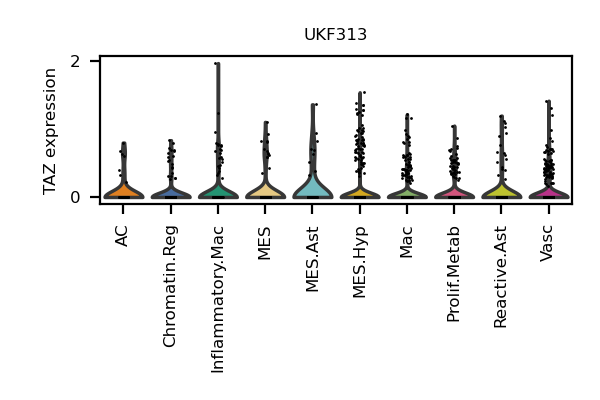 UKF313
TAZ expression
2
0
AC
Chromatin.Reg
Inflammatory.Mac
MES
MES.Ast
MES.Hyp
Mac
Prolif.Metab
Reactive.Ast
Vasc